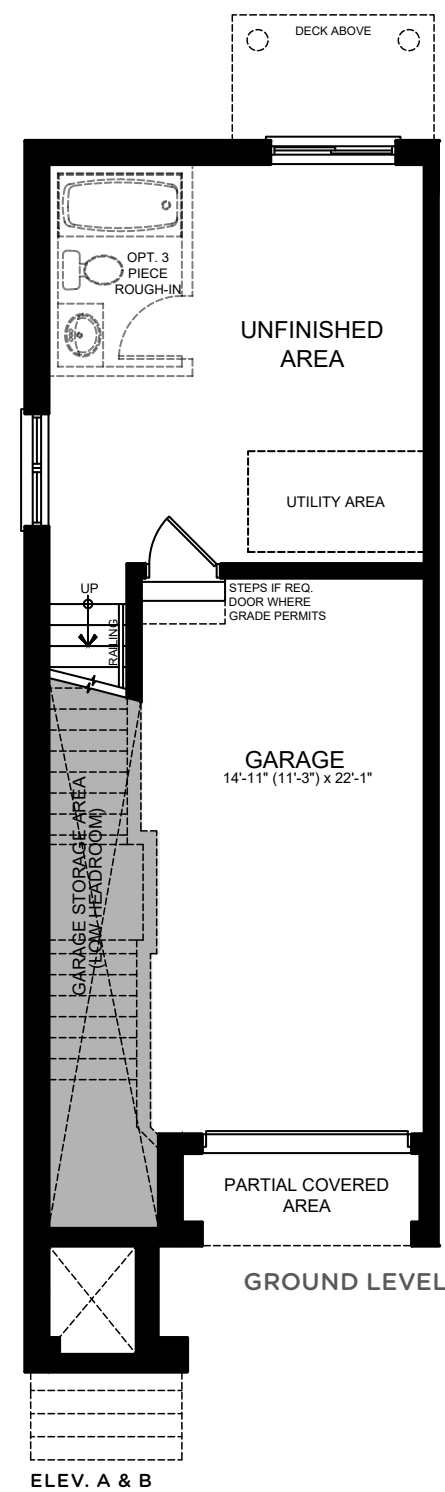 DECK ABOVE
OPT. 3
PIECE
ROUGH-IN
UNFINISHED
AREA
UTILITY AREA
UP
RAILING
STEPS IF REQ.
DOOR WHERE
GRADE PERMITS
GARAGE
14'-11" (11'-3") x 22'-1"
GARAGE STORAGE AREA
(LOW HEADROOM)
PARTIAL COVERED
AREA
GROUND LEVEL
ELEV. A & B